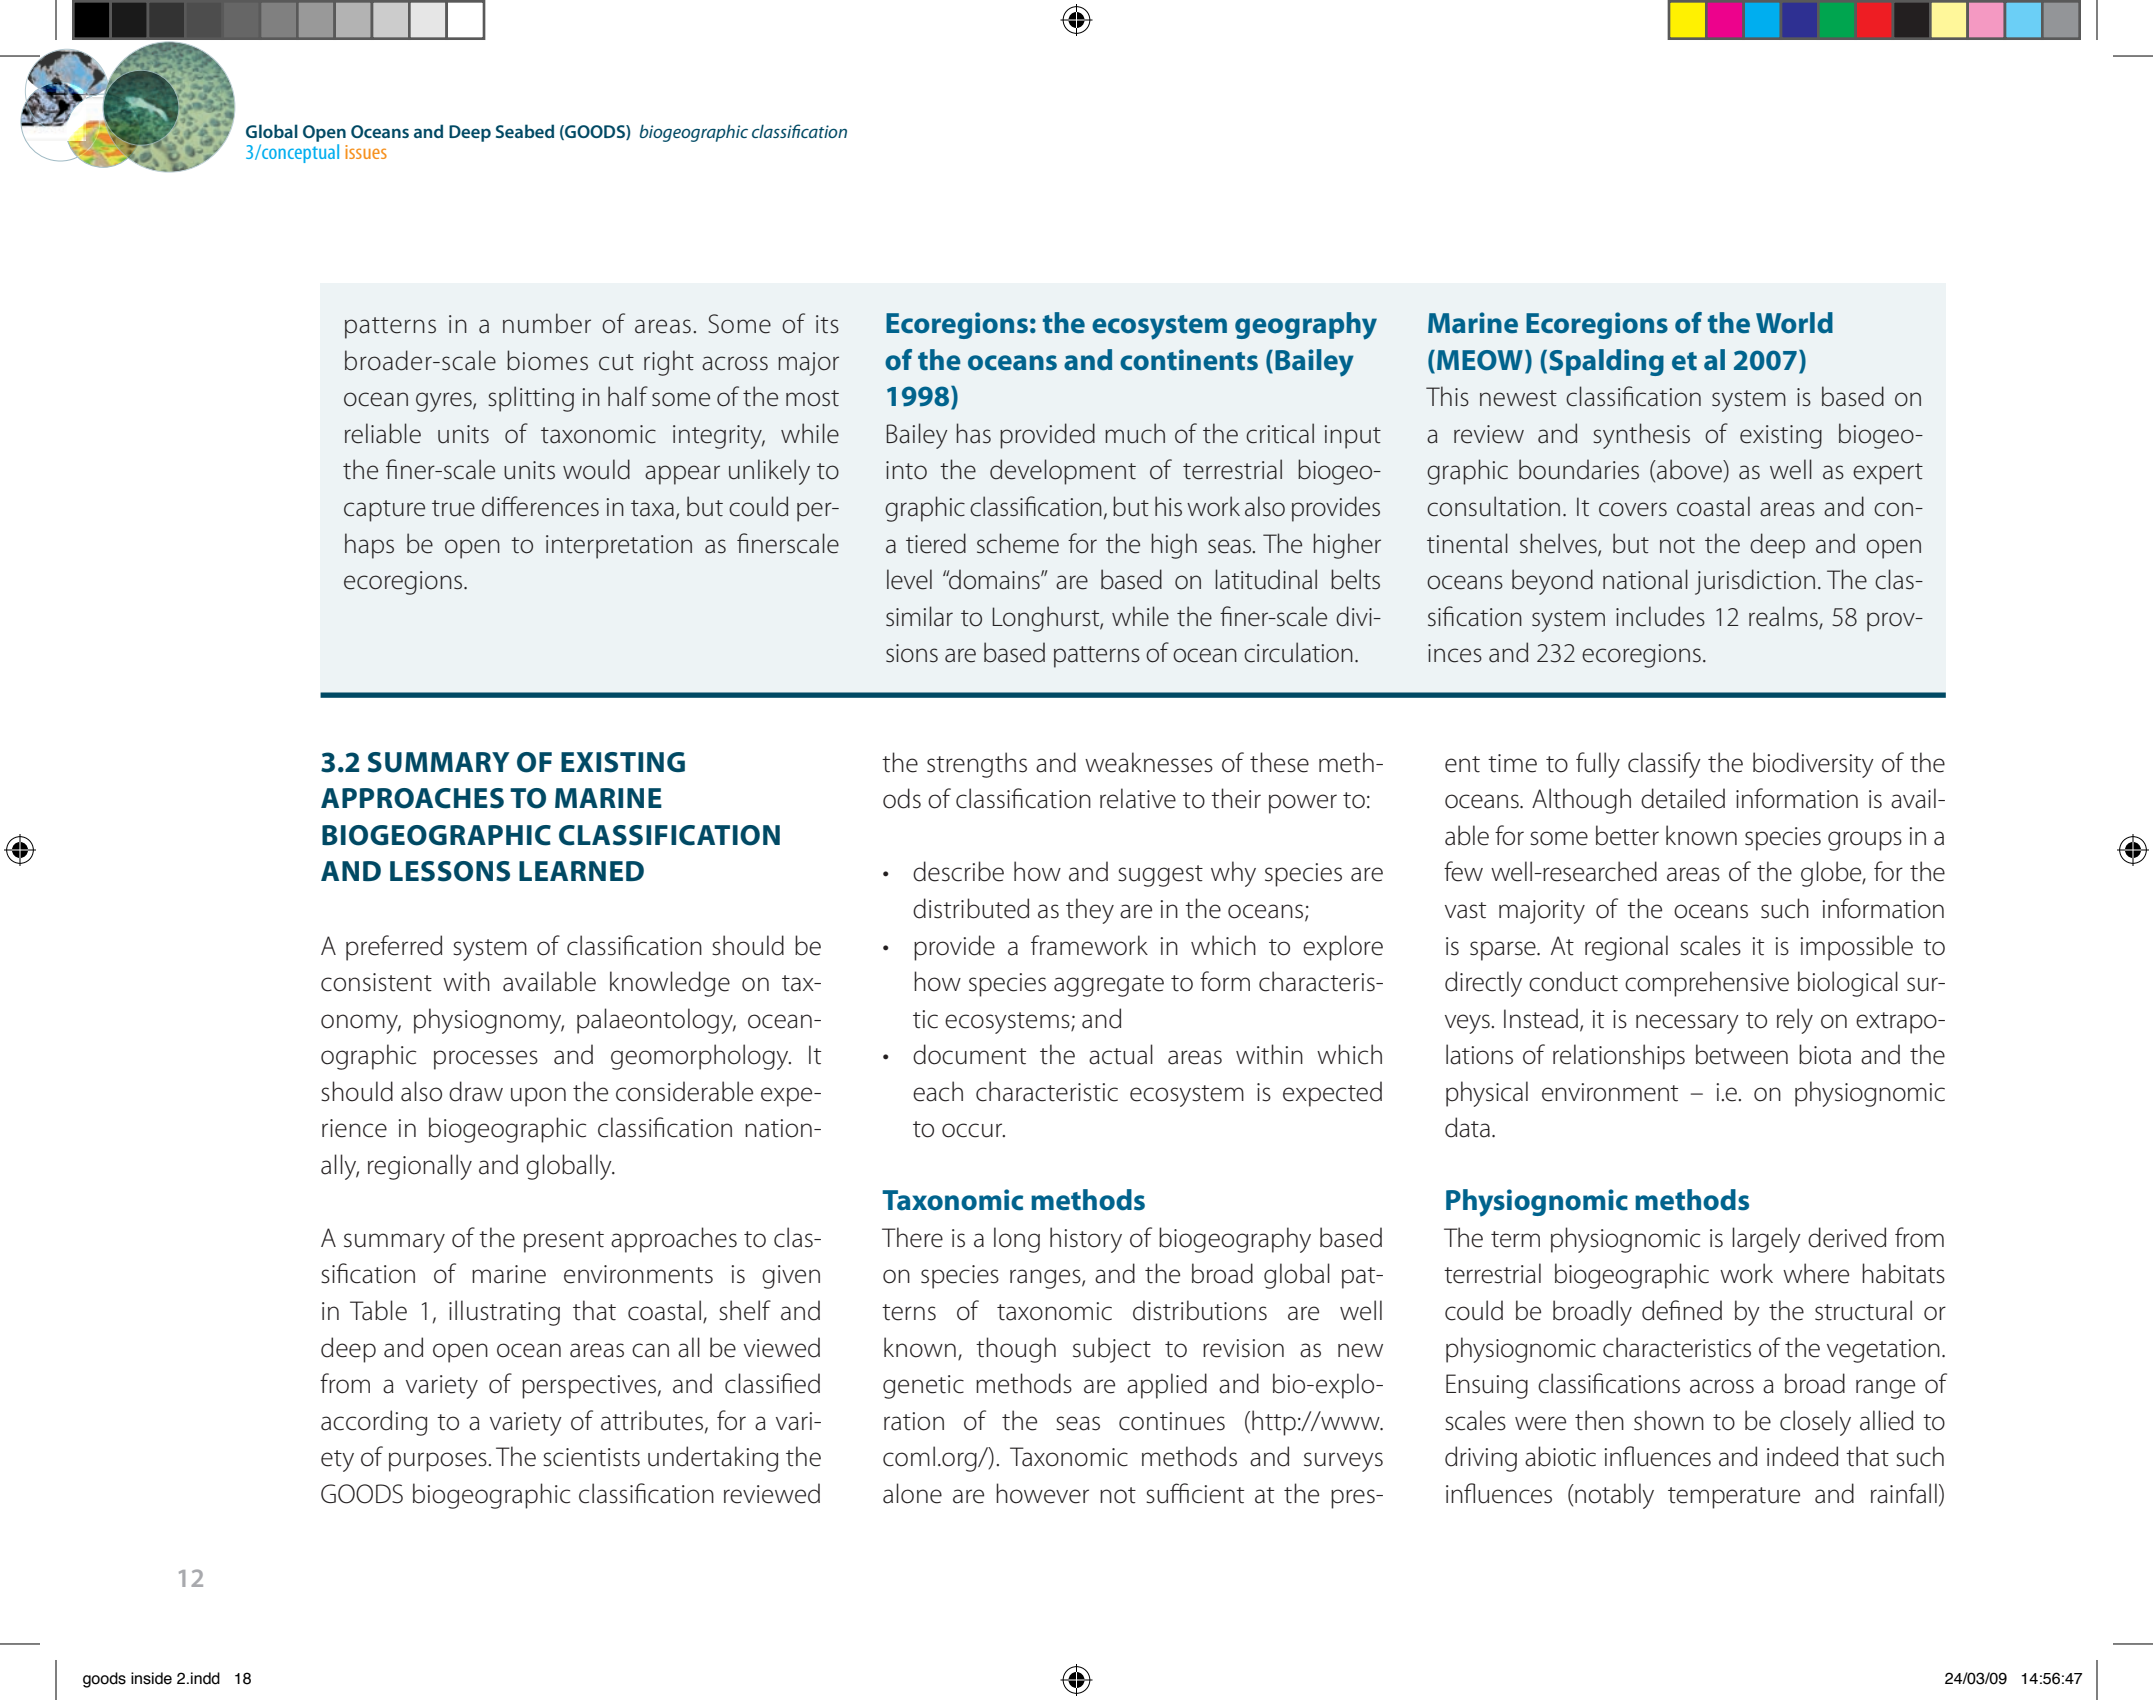 Global Open Oceans and Deep Seabed (GOODS) biogeographic classification
3/conceptual issues
patterns in a number of areas. Some of its
broader-scale biomes cut right across major
ocean gyres, splitting in half some of the most
reliable units of taxonomic integrity, while
the finer-scale units would appear unlikely to
capture true differences in taxa, but could per-
haps be open to interpretation as finerscale
ecoregions.
Ecoregions: the ecosystem geography
of the oceans and continents (Bailey
1998)
Bailey has provided much of the critical input
into the development of terrestrial biogeo-
graphic classification, but his work also provides
a tiered scheme for the high seas. The higher
level “domains” are based on latitudinal belts
similar to Longhurst, while the finer-scale divi-
sions are based patterns of ocean circulation.
Marine Ecoregions of the World
(MEOW) (Spalding et al 2007)
This newest classification system is based on
a review and synthesis of existing biogeo-
graphic boundaries (above) as well as expert
consultation. It covers coastal areas and con-
tinental shelves, but not the deep and open
oceans beyond national jurisdiction. The clas-
sification system includes 12 realms, 58 prov-
inces and 232 ecoregions.
3.2 SUMMARY OF EXISTING
APPROACHES TO MARINE
BIOGEOGRAPHIC CLASSIFICATION
AND LESSONS LEARNED
A preferred system of classification should be
consistent with available knowledge on tax-
onomy, physiognomy, palaeontology, ocean-
ographic processes and geomorphology. It
should also draw upon the considerable expe-
rience in biogeographic classification nation-
ally, regionally and globally.
A summary of the present approaches to clas-
sification of marine environments is given
in Table 1, illustrating that coastal, shelf and
deep and open ocean areas can all be viewed
from a variety of perspectives, and classified
according to a variety of attributes, for a vari-
ety of purposes. The scientists undertaking the
GOODS biogeographic classification reviewed
the strengths and weaknesses of these meth-
ods of classification relative to their power to:
• describe how and suggest why species are
distributed as they are in the oceans;
• provide a framework in which to explore
how species aggregate to form characteris-
tic ecosystems; and
• document the actual areas within which
each characteristic ecosystem is expected
to occur.
Taxonomic methods
There is a long history of biogeography based
on species ranges, and the broad global pat-
terns of taxonomic distributions are well
known, though subject to revision as new
genetic methods are applied and bio-explo-
ration of the seas continues (http://www.
coml.org/). Taxonomic methods and surveys
alone are however not sufficient at the pres-
ent time to fully classify the biodiversity of the
oceans. Although detailed information is avail-
able for some better known species groups in a
few well-researched areas of the globe, for the
vast majority of the oceans such information
is sparse. At regional scales it is impossible to
directly conduct comprehensive biological sur-
veys. Instead, it is necessary to rely on extrapo-
lations of relationships between biota and the
physical environment – i.e. on physiognomic
data.
Physiognomic methods
The term physiognomic is largely derived from
terrestrial biogeographic work where habitats
could be broadly defined by the structural or
physiognomic characteristics of the vegetation.
Ensuing classifications across a broad range of
scales were then shown to be closely allied to
driving abiotic influences and indeed that such
influences (notably temperature and rainfall)
12
goods inside 2.indd 18
24/03/09 14:56:47